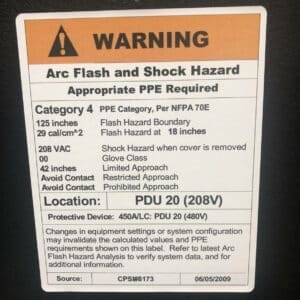 WARNING
Arc Flash and Shock Hazard
Appropriate PPE Required
Category 4 PPE Category, Per NFPA 70E
125 inches Flash Hazard Boundary
29 cal/cm^2 Flash Hazard at 18 inches
208 VAC Shock Hazard when cover is removed
00 Glove Class
42 inches Limited Approach
Avoid Contact Restricted Approach
Avoid Contact Prohibited Approach
Location: PDU 20 (208V)
Protective Device: 450A/LC: PDU 20 (480V)
Changes in equipment settings or system configuration
may invalidate the calculated values and PPE
requirements shown on this label. Refer to latest Arc
Flash Hazard Analysis to verify system data, and for
additional information.
Source: CPSM#8173 06/05/2009